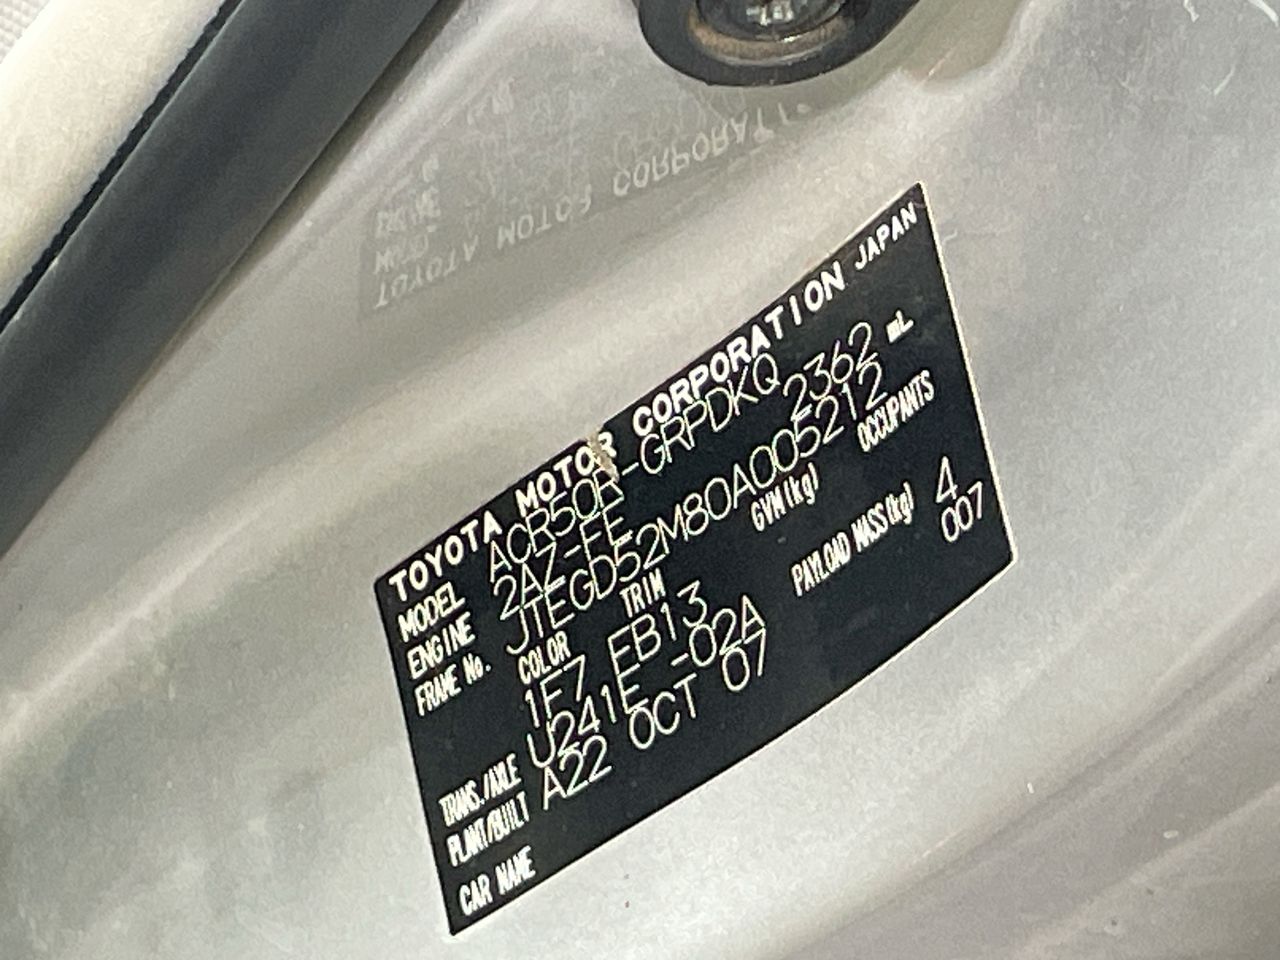 TOYOTA MOTOR CORPORATION JAPAN
MODEL ACR50R-GRPDKQ
ENGINE 2AZ-FE 2362 mL
FRAME No. JTEGD52M80A005212
COLOR TRIM GVM(kg) OCCUPANTS
1F7 EB13
TRANS./AXLE U241E -02A PAYLOAD MASS(kg) 4
PLANT/BUILT A22 OCT 07 007
CAR NAME